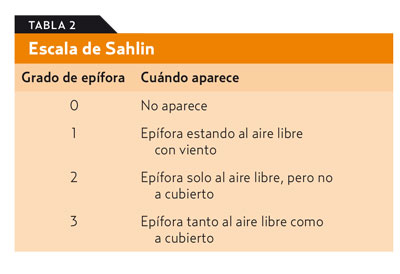 TABLA 2
Escala de Sahlin
Grado de epífora Cuándo aparece
0 No aparece
1 Epífora estando al aire libre
con viento
2 Epífora solo al aire libre, pero no
a cubierto
3 Epífora tanto al aire libre como
a cubierto